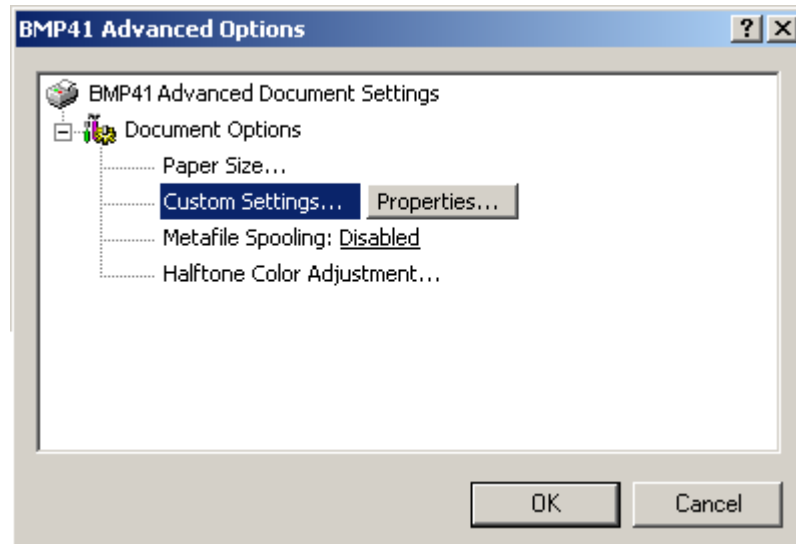 BMP41 Advanced Options
BMP41 Advanced Document Settings
Document Options
Paper Size...
Custom Settings... Properties...
Metafile Spooling: Disabled
Halftone Color Adjustment...
OK Cancel